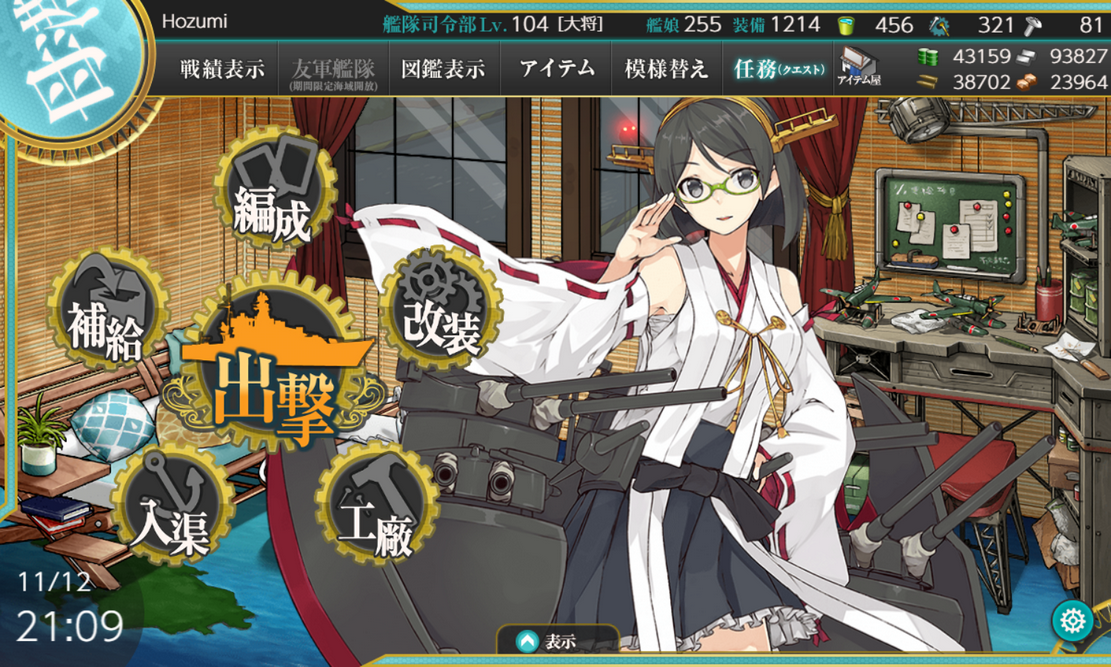 母港
Hozumi
艦隊司令部Lv. 104 [大将]
艦娘 255 装備 1214
456
321
81
戦績表示
友軍艦隊
(期間限定海域開放)
図鑑表示
アイテム
模様替え
任務(クエスト)
アイテム屋
43159
93827
38702
23964
編成
補給
出撃
改装
入渠
工廠
11/12
21:09
表示